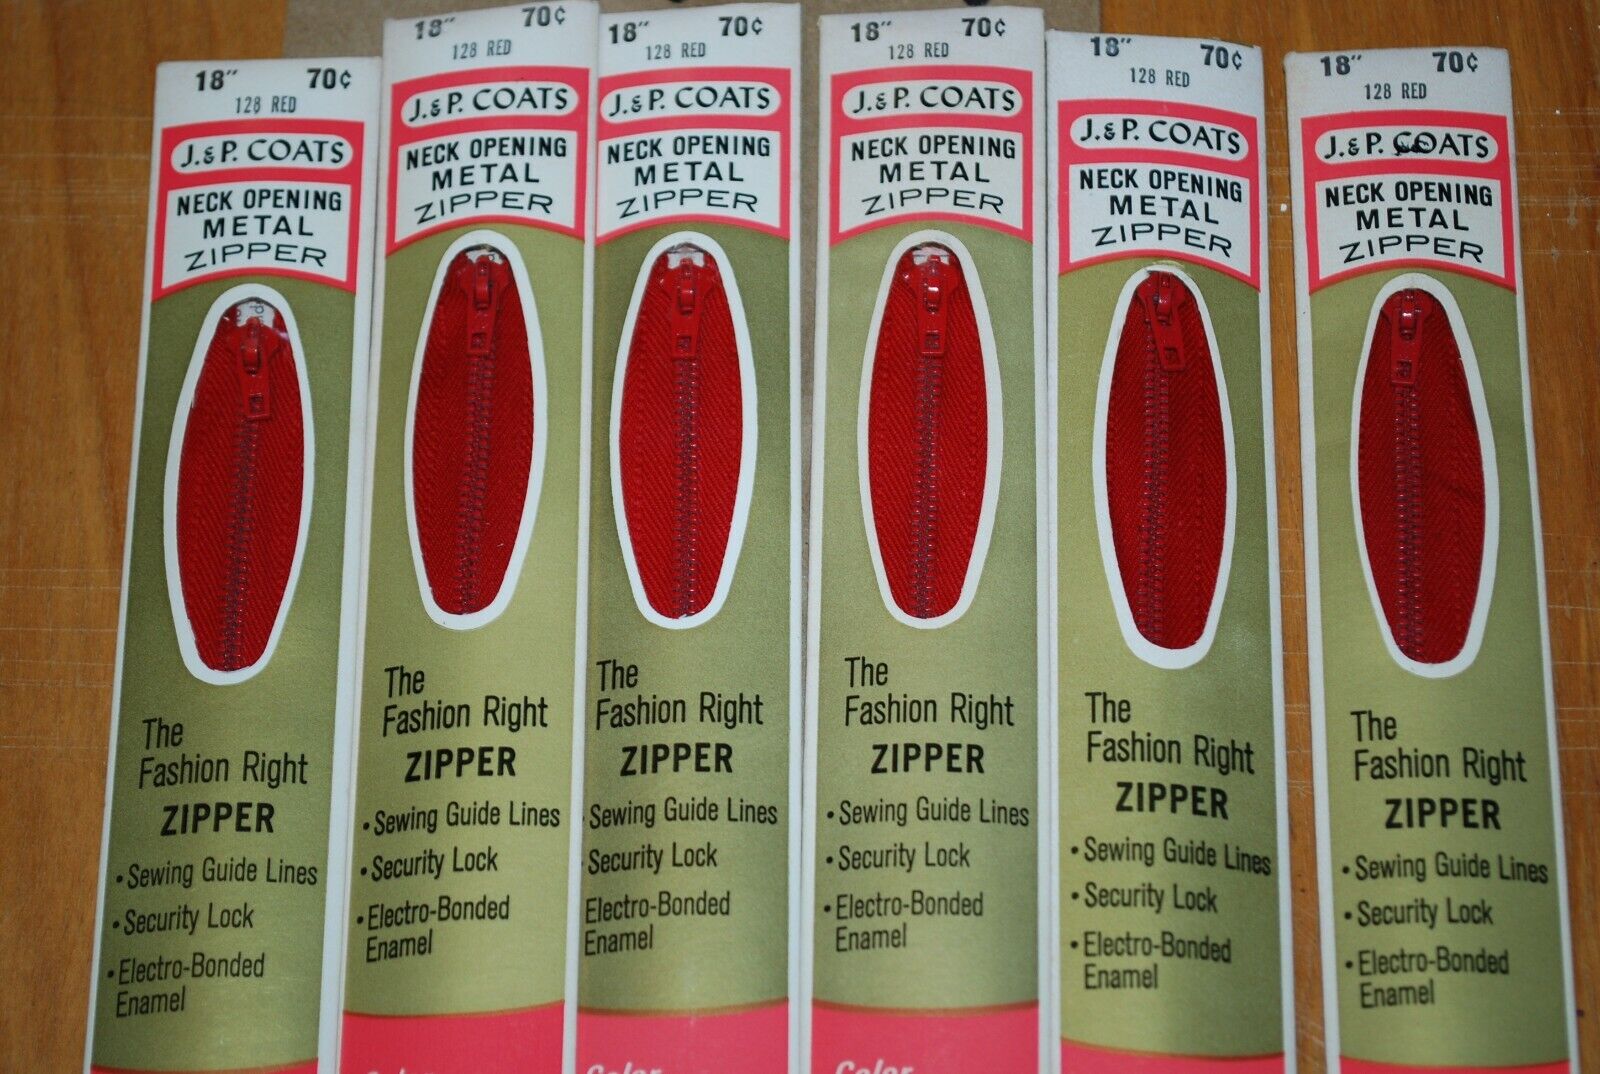 18" 70¢
128 RED
J. & P. COATS
NECK OPENING
METAL
ZIPPER
The
Fashion Right
ZIPPER
• Sewing Guide Lines
• Security Lock
• Electro-Bonded
Enamel
18" 70¢
128 RED
J. & P. COATS
NECK OPENING
METAL
ZIPPER
The
Fashion Right
ZIPPER
• Sewing Guide Lines
• Security Lock
• Electro-Bonded
Enamel
Color
18" 70¢
128 RED
J. & P. COATS
NECK OPENING
METAL
ZIPPER
The
Fashion Right
ZIPPER
Sewing Guide Lines
Security Lock
Electro-Bonded
Enamel
Color
18" 70¢
128 RED
J. & P. COATS
NECK OPENING
METAL
ZIPPER
The
Fashion Right
ZIPPER
• Sewing Guide Lines
• Security Lock
• Electro-Bonded
Enamel
Color
18" 70¢
128 RED
J. & P. COATS
NECK OPENING
METAL
ZIPPER
The
Fashion Right
ZIPPER
• Sewing Guide Lines
• Security Lock
• Electro-Bonded
Enamel
18" 70¢
128 RED
J. & P. COATS
NECK OPENING
METAL
ZIPPER
The
Fashion Right
ZIPPER
• Sewing Guide Lines
• Security Lock
• Electro-Bonded
Enamel